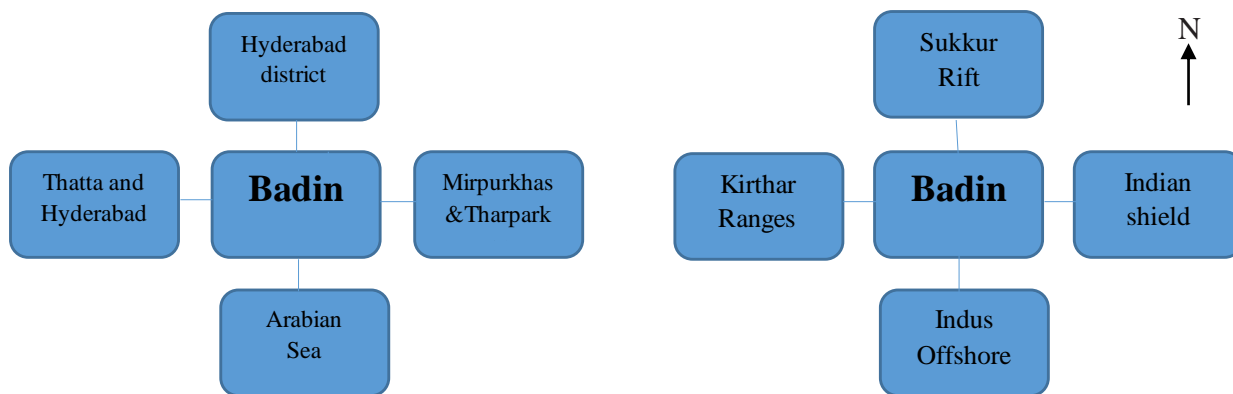 Hyderabad
district
Thatta and
Hyderabad
Badin
Mirpurkhas
&Tharpark
Arabian
Sea
Sukkur
Rift
N
Kirthar
Ranges
Badin
Indian
shield
Indus
Offshore